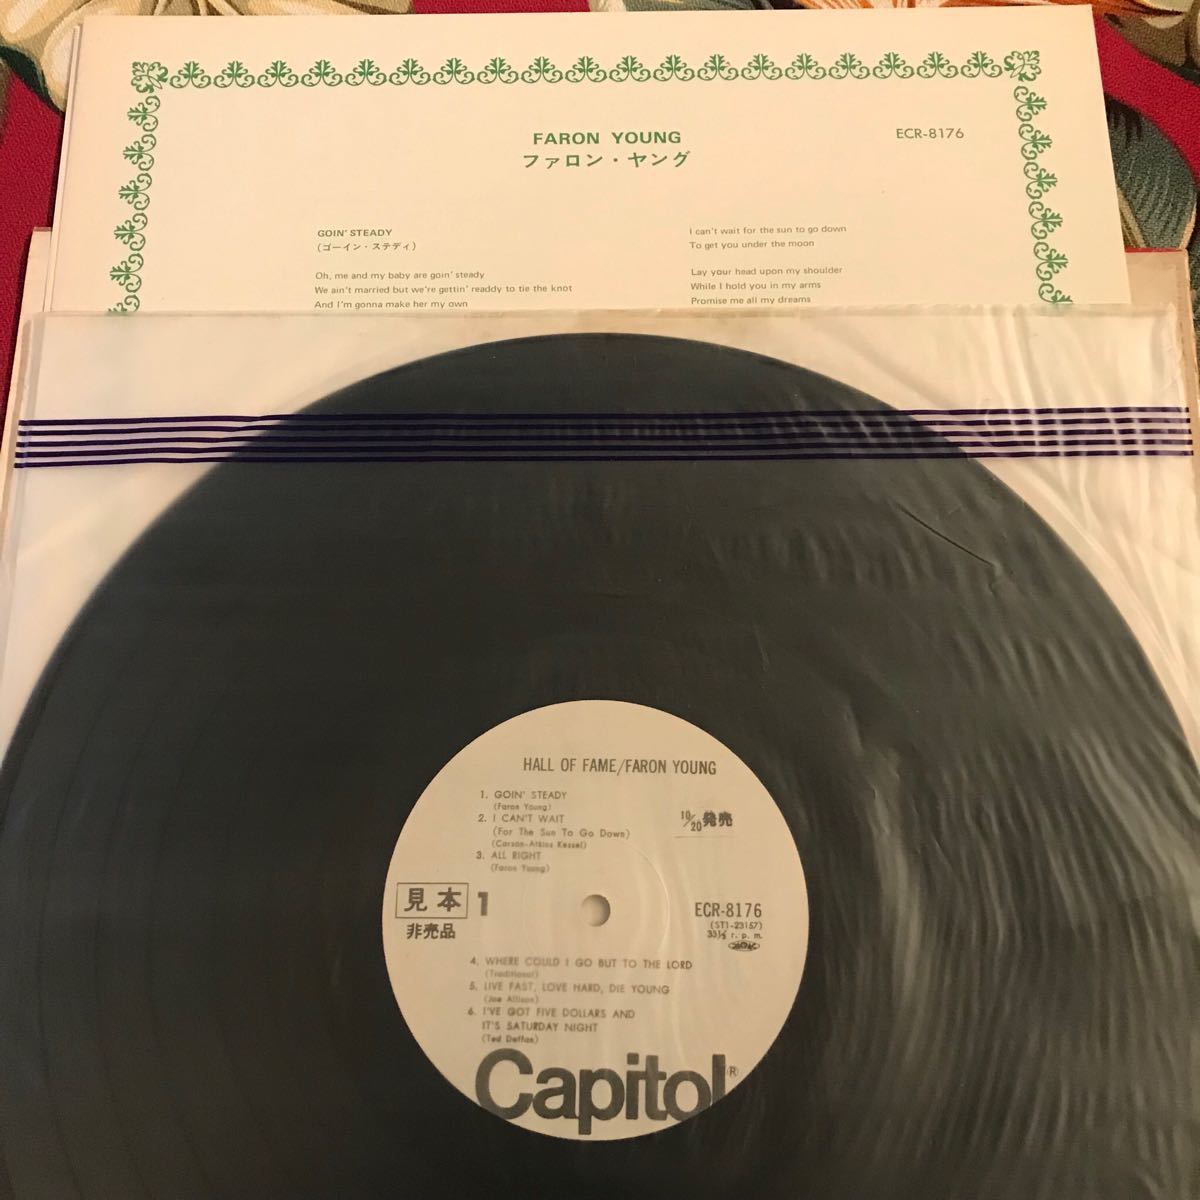 FARON YOUNG
ファロン・ヤング
ECR-8176
GOIN' STEADY
(ゴーイン・ステディ)
Oh, me and my baby are goin' steady
We ain't married but we're gettin' readdy to tie the knot
And I'm gonna make her my own
I can't wait for the sun to go down
To get you under the moon
Lay your head upon my shoulder
While I hold you in my arms
Promise me all my dreams
HALL OF FAME/FARON YOUNG
1. GOIN' STEADY
(Faron Young)
2. I CAN'T WAIT
(For The Sun To Go Down)
(Carson-Atkins Kessel)
3. ALL RIGHT
(Faron Young)
10/20 発売
見本 1
非売品
ECR-8176
(ST1-23157)
33⅓ r. p. m.
4. WHERE COULD I GO BUT TO THE LORD
(Traditional)
5. LIVE FAST, LOVE HARD, DIE YOUNG
(Joe Allison)
6. I'VE GOT FIVE DOLLARS AND
IT'S SATURDAY NIGHT
(Ted Daffan)
Capitol®